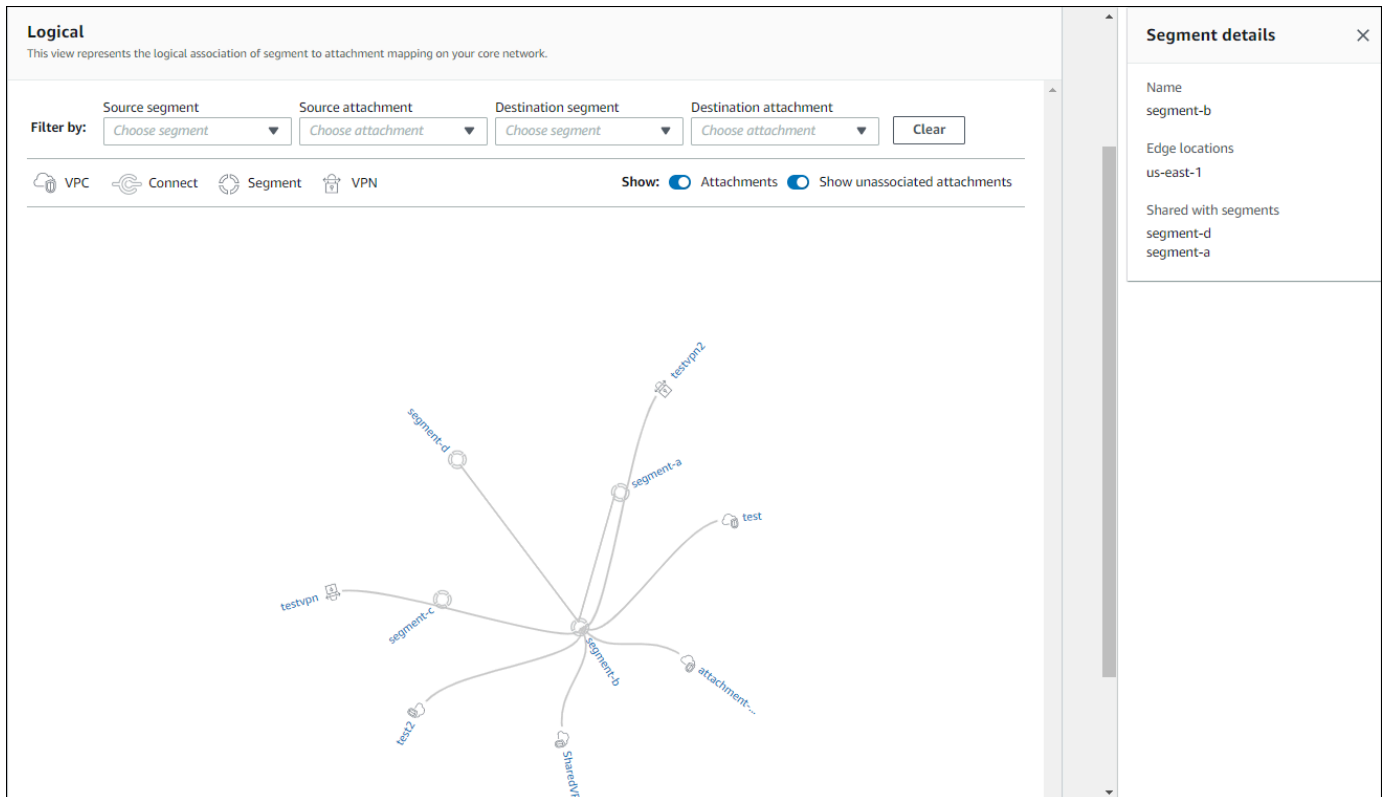 Logical
This view represents the logical association of segment to attachment mapping on your core network.
Filter by:
Source segment
Choose segment
Source attachment
Choose attachment
Destination segment
Choose segment
Destination attachment
Choose attachment
Clear
VPC Connect Segment VPN
Show: Attachments Show unassociated attachments
testvpn2
segment-d
segment-a
test
testvpn
segment-c
segment-b
attachment-...
test2
Segment details
Name
segment-b
Edge locations
us-east-1
Shared with segments
segment-d
segment-a